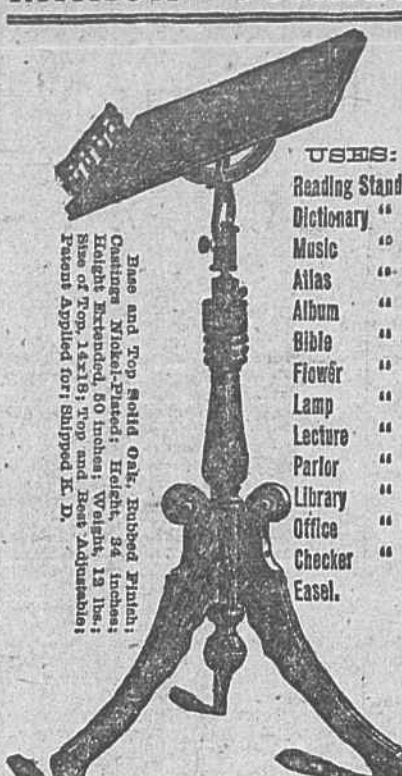 USES:
Reading Stand
Dictionary "
Music "
Atlas "
Album "
Bible "
Flower "
Lamp "
Lecture "
Parlor "
Library "
Office "
Checker "
Easel.
Base and Top Solid Oak, Rubbed Finish;
Castings Nickel-Plated; Height, 34 inches;
Height Extended, 50 inches; Weight, 12 lbs.;
Size of Top, 14x18; Top and Rest Adjustable;
Patent Applied for; Shipped K. D.